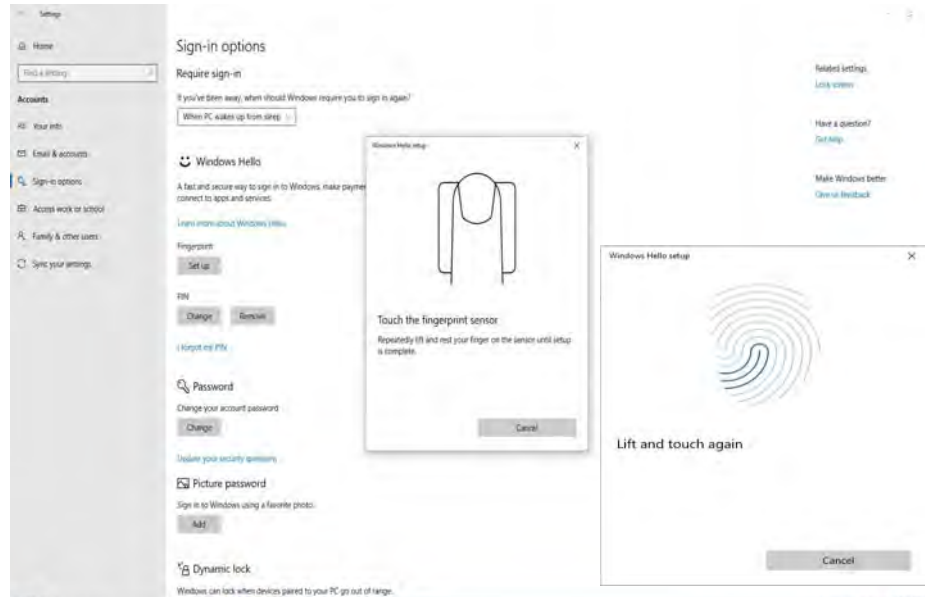 Settings
Home
Find a setting
Accounts
Your info
Email & accounts
Sign-in options
Access work or school
Family & other users
Sync your settings
Sign-in options
Require sign-in
If you've been away, when should Windows require you to sign in again?
When PC wakes up from sleep
Windows Hello
A fast and secure way to sign in to Windows, make paymen
connect to apps and services.
Learn more about Windows Hello
Fingerprint
Set up
PIN
Change
Remove
I forgot my PIN
Password
Change your account password
Change
Update your security questions
Picture password
Sign in to Windows using a favorite photo.
Add
Dynamic lock
Windows can lock when devices paired to your PC go out of range.
Related settings
Lock screen
Have a question?
Get help
Make Windows better
Give us feedback
Windows Hello setup
Touch the fingerprint sensor
Repeatedly lift and rest your finger on the sensor until setup
is complete.
Cancel
Windows Hello setup
Lift and touch again
Cancel